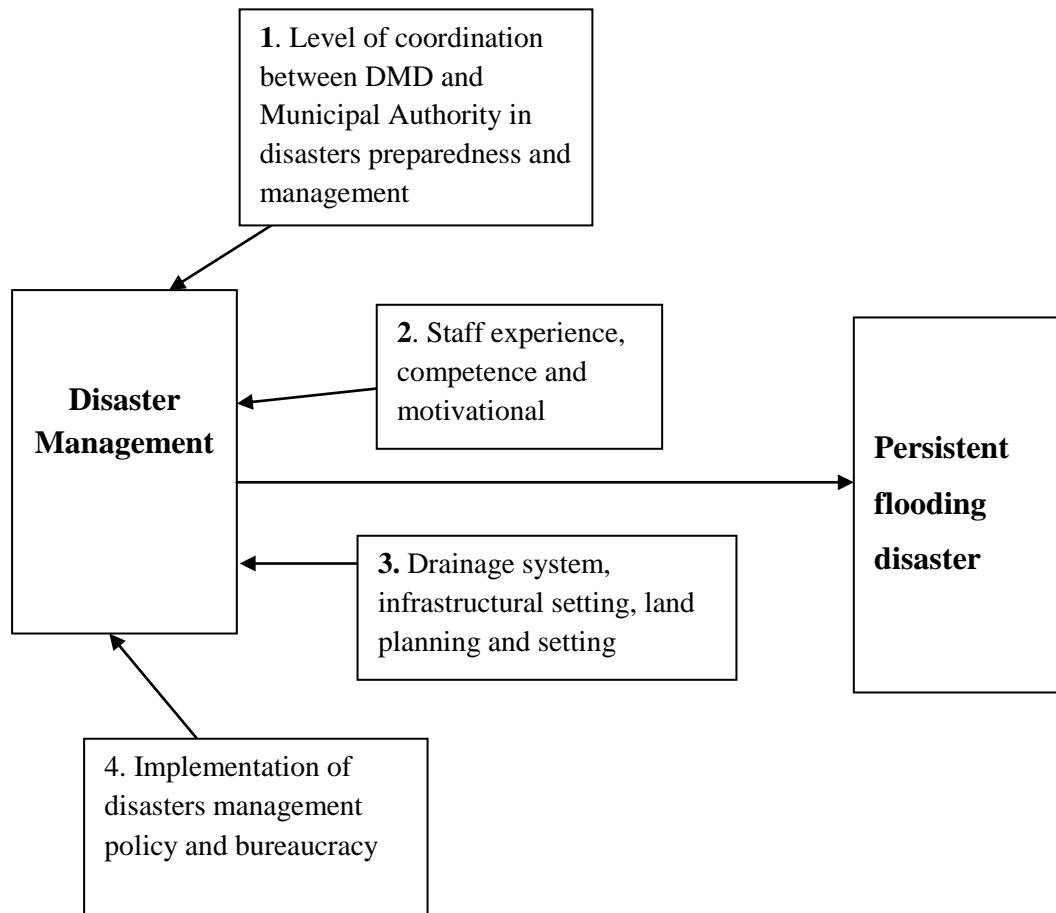 1. Level of coordination
between DMD and
Municipal Authority in
disasters preparedness and
management
Disaster
Management
2. Staff experience,
competence and
motivational
Persistent
flooding
disaster
3. Drainage system,
infrastructural setting, land
planning and setting
4. Implementation of
disasters management
policy and bureaucracy